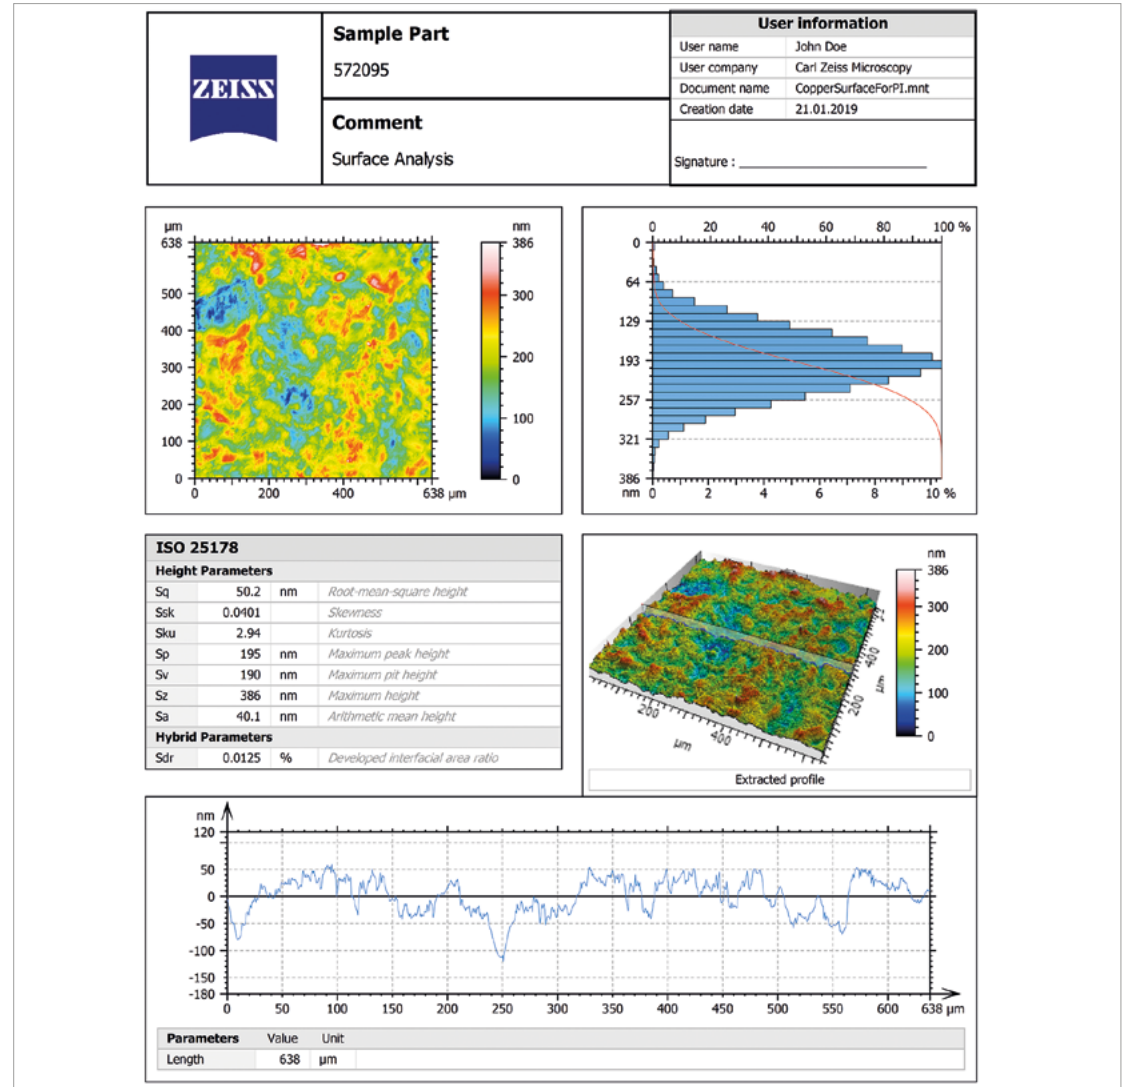 ZEISS
Sample Part
572095
Comment
Surface Analysis
User information
User name John Doe
User company Carl Zeiss Microscopy
Document name CopperSurfaceForPI.mnt
Creation date 21.01.2019
Signature :
µm
638
500
400
300
200
100
0
0 200 400 638 µm
nm
386
300
200
100
0
0 20 40 60 80 100 %
0
64
129
193
257
321
386
nm 0 2 4 6 8 10 %
ISO 25178
Height Parameters
Sq 50.2 nm Root-mean-square height
Ssk 0.0401 Skewness
Sku 2.94 Kurtosis
Sp 195 nm Maximum peak height
Sv 190 nm Maximum pit height
Sz 386 nm Maximum height
Sa 40.1 nm Arithmetic mean height
Hybrid Parameters
Sdr 0.0125 % Developed interfacial area ratio
nm
386
300
200
100
0
200 400
µm
200 400
µm
Extracted profile
nm
120
50
0
-50
-100
-150
-180
0 50 100 150 200 250 300 350 400 450 500 550 600 638 µm
Parameters Value Unit
Length 638 µm